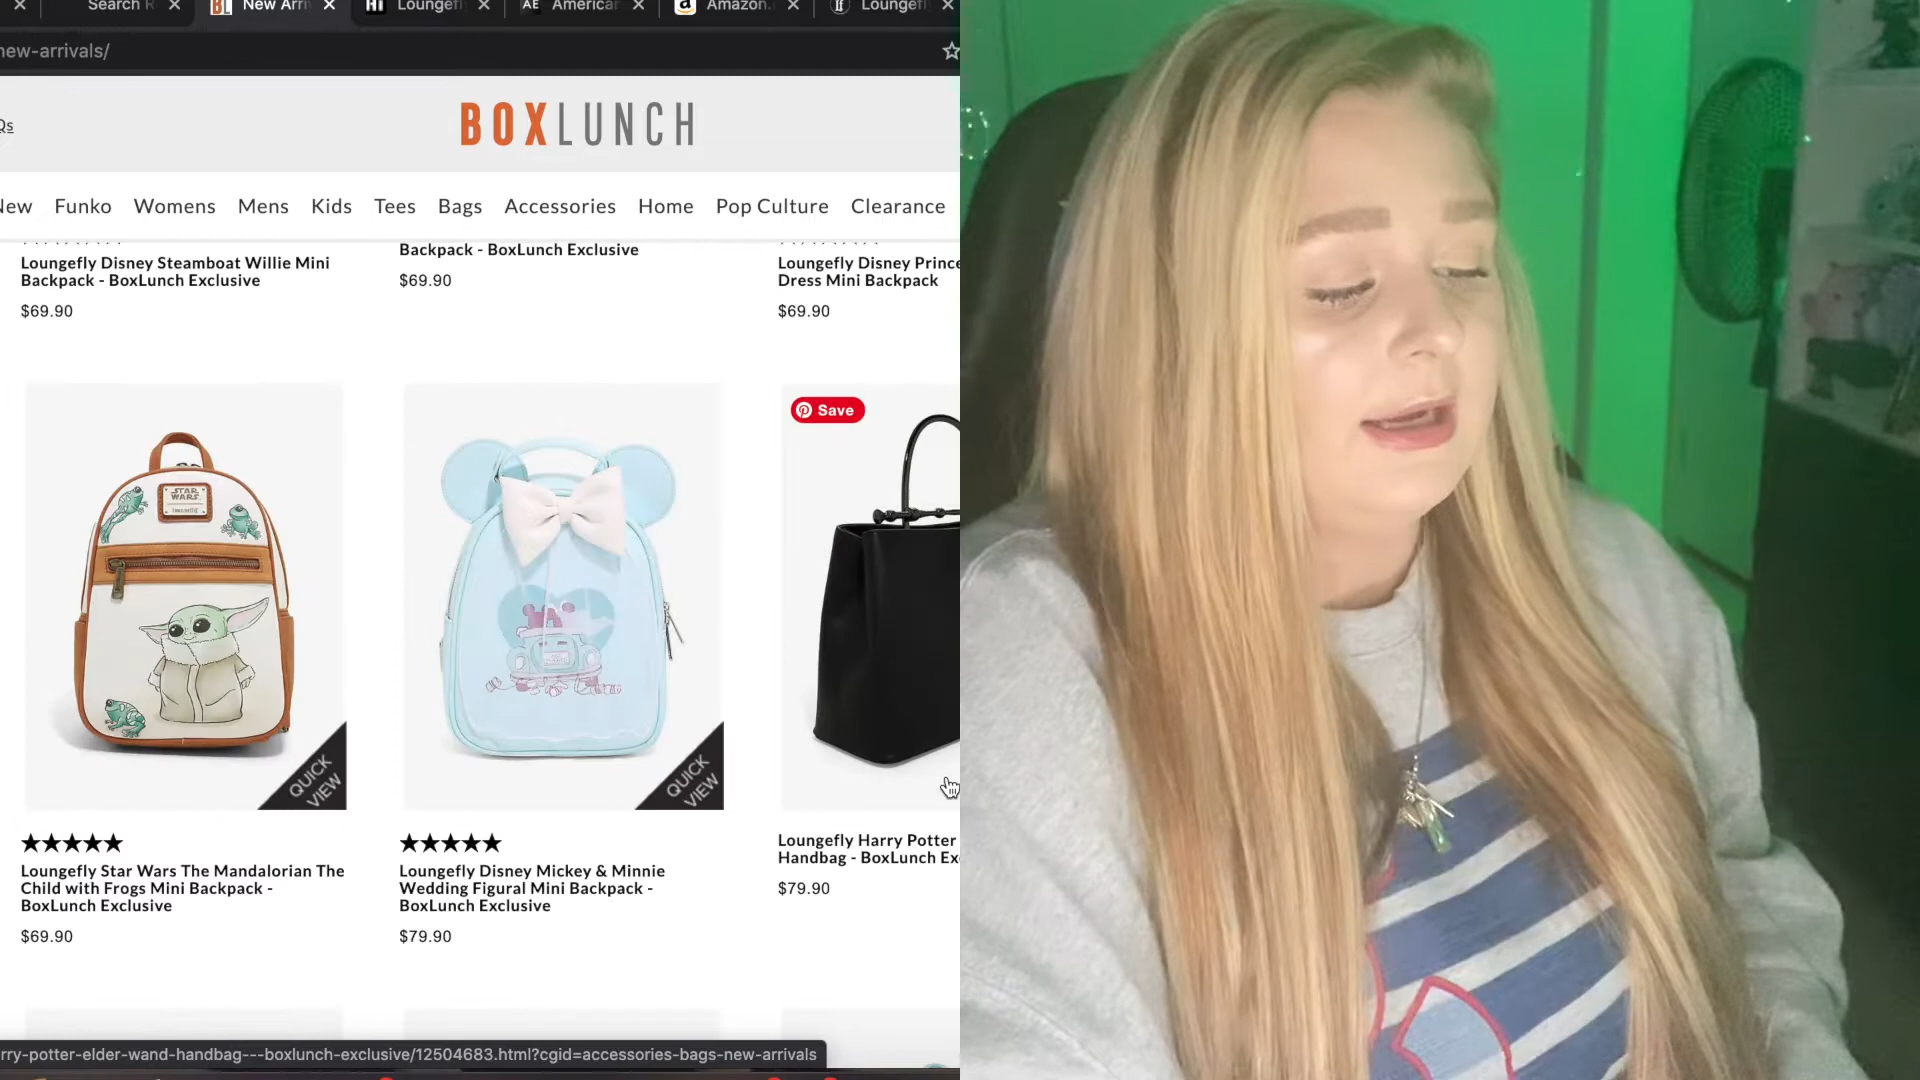 Search R
New Arri
Loungefl
American
Amazon.
Loungefl
new-arrivals/
BOXLUNCH
Qs
New Funko Womens Mens Kids Tees Bags Accessories Home Pop Culture Clearance
Loungefly Disney Steamboat Willie Mini
Backpack - BoxLunch Exclusive
$69.90
Backpack - BoxLunch Exclusive
$69.90
Loungefly Disney Prince
Dress Mini Backpack
$69.90
Save
STAR
WARS
QUICK
VIEW
QUICK
VIEW
Loungefly Star Wars The Mandalorian The
Child with Frogs Mini Backpack -
BoxLunch Exclusive
$69.90
Loungefly Disney Mickey & Minnie
Wedding Figural Mini Backpack -
BoxLunch Exclusive
$79.90
Loungefly Harry Potter
Handbag - BoxLunch Ex
$79.90
rry-potter-elder-wand-handbag---boxlunch-exclusive/12504683.html?cgid=accessories-bags-new-arrivals